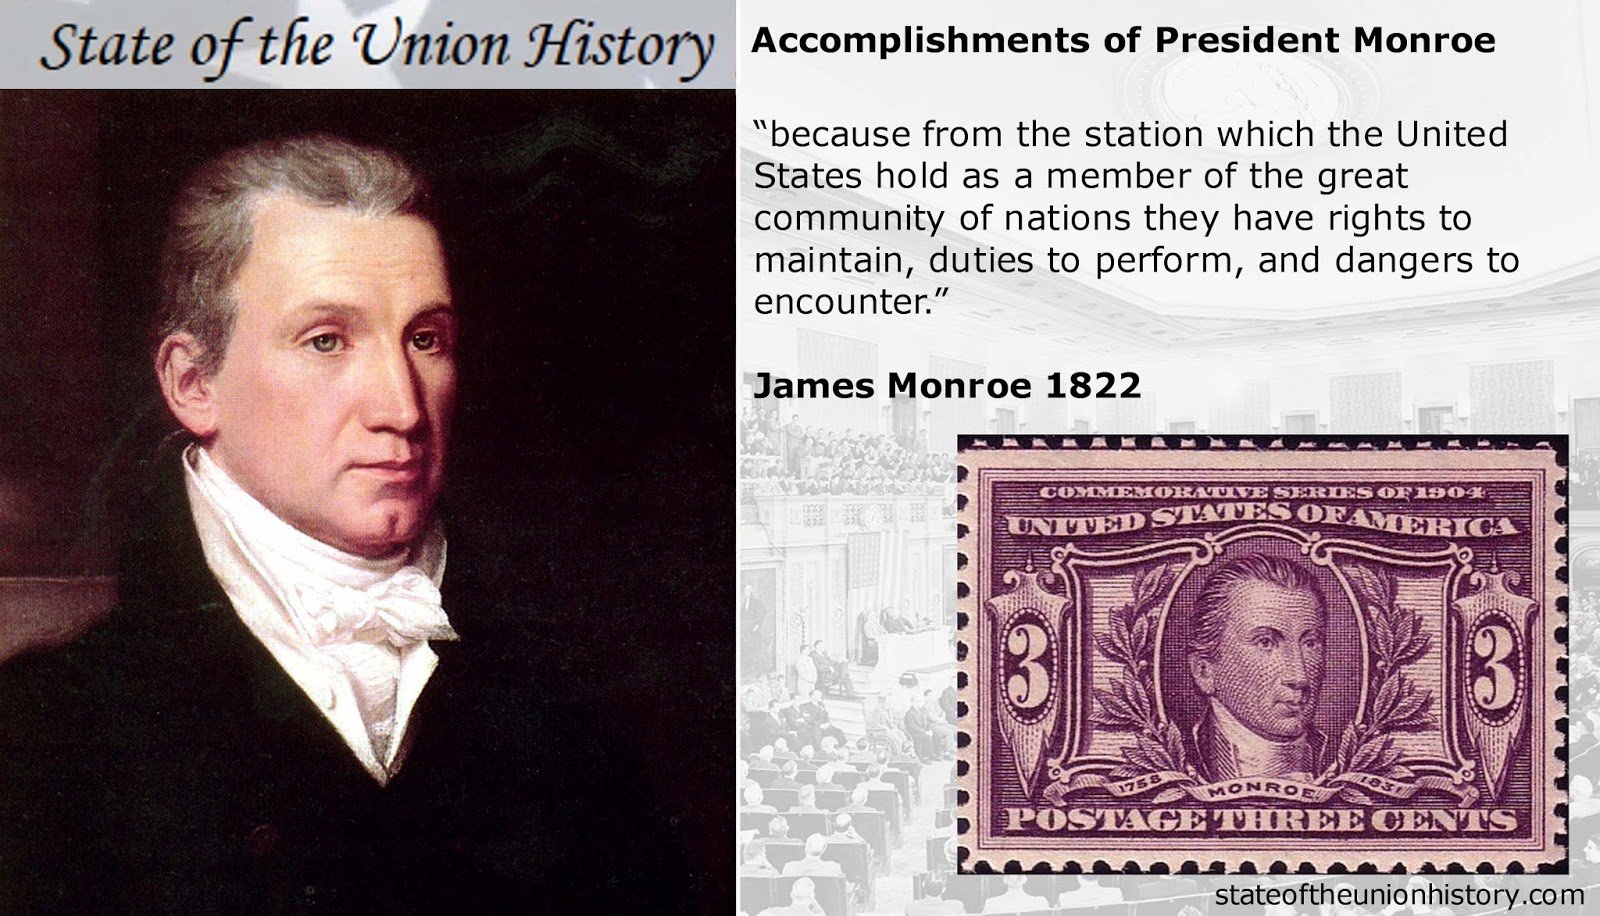 State of the Union History
Accomplishments of President Monroe
“because from the station which the United
States hold as a member of the great
community of nations they have rights to
maintain, duties to perform, and dangers to
encounter.”
James Monroe 1822
COMMEMORATIVE SERIES OF 1904
UNITED STATES OF AMERICA
3 3
1758 MONROE 1831
POSTAGE THREE CENTS
stateoftheunionhistory.com